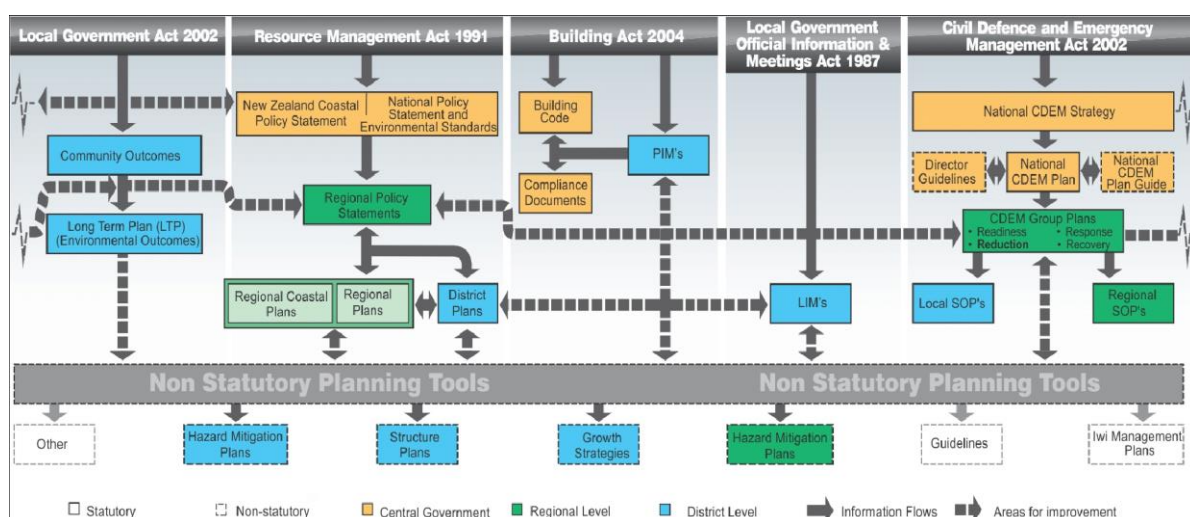 Local Government Act 2002
Resource Management Act 1991
Building Act 2004
Local Government
Official Information &
Meetings Act 1987
Civil Defence and Emergency
Management Act 2002
New Zealand Coastal
Policy Statement
National Policy
Statement and
Environmental Standards
Building
Code
National CDEM Strategy
Community Outcomes
PIM's
Director
Guidelines
National
CDEM Plan
National
CDEM
Plan Guide
Compliance
Documents
Regional Policy
Statements
Long Term Plan (LTP)
(Environmental Outcomes)
CDEM Group Plans
• Readiness • Response
• Reduction • Recovery
Regional Coastal
Plans
Regional
Plans
District
Plans
LIM's
Local SOP's
Regional
SOP's
Non Statutory Planning Tools
Non Statutory Planning Tools
Other
Hazard Mitigation
Plans
Structure
Plans
Growth
Strategies
Hazard Mitigation
Plans
Guidelines
Iwi Management
Plans
Statutory
Non-statutory
Central Government
Regional Level
District Level
Information Flows
Areas for improvement